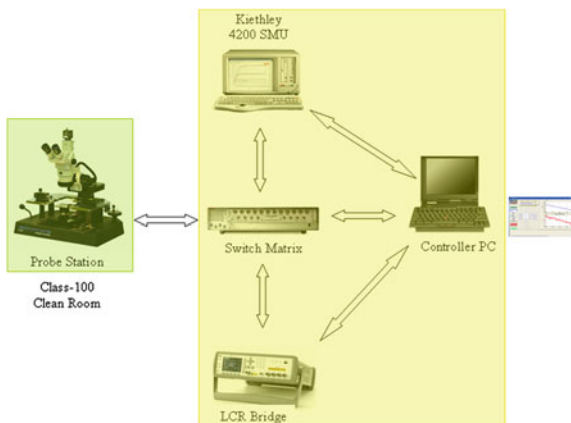 Kiethley
4200 SMU
Probe Station
Switch Matrix
Controller PC
Class-100
Clean Room
LCR Bridge